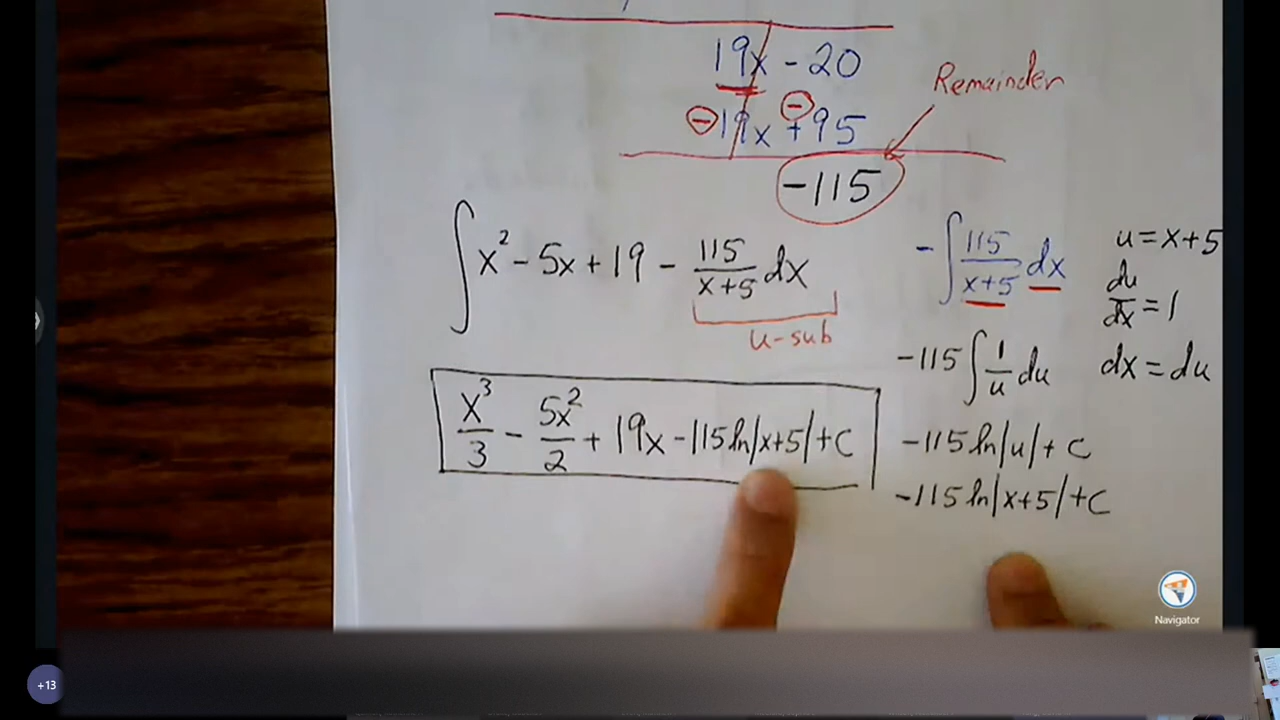 19x - 20
Remainder
19x + 95
-115
∫ x² - 5x + 19 - 115/(x+5) dx
u-sub
x³/3 - 5x²/2 + 19x - 115 ln|x+5| + C
- ∫ 115/(x+5) dx
u = x+5
du/dx = 1
-115 ∫ 1/u du
dx = du
-115 ln|u| + C
-115 ln|x+5| + C
Navigator
+13